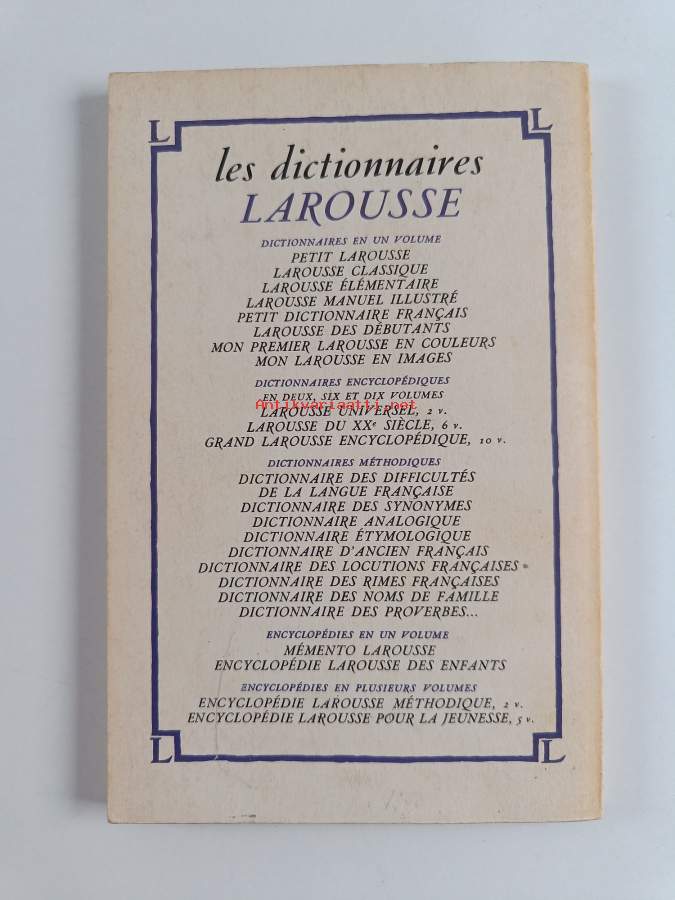 L L
les dictionnaires
LAROUSSE
DICTIONNAIRES EN UN VOLUME
PETIT LAROUSSE
LAROUSSE CLASSIQUE
LAROUSSE ÉLÉMENTAIRE
LAROUSSE MANUEL ILLUSTRÉ
PETIT DICTIONNAIRE FRANÇAIS
LAROUSSE DES DÉBUTANTS
MON PREMIER LAROUSSE EN COULEURS
MON LAROUSSE EN IMAGES
DICTIONNAIRES ENCYCLOPÉDIQUES
EN DEUX, SIX ET DIX VOLUMES
Antikvariaatti.net
LAROUSSE UNIVERSEL, 2 v.
LAROUSSE DU XXe SIÈCLE, 6 v.
GRAND LAROUSSE ENCYCLOPÉDIQUE, 10 v.
DICTIONNAIRES MÉTHODIQUES
DICTIONNAIRE DES DIFFICULTÉS
DE LA LANGUE FRANÇAISE
DICTIONNAIRE DES SYNONYMES
DICTIONNAIRE ANALOGIQUE
DICTIONNAIRE ÉTYMOLOGIQUE
DICTIONNAIRE D'ANCIEN FRANÇAIS
DICTIONNAIRE DES LOCUTIONS FRANÇAISES
DICTIONNAIRE DES RIMES FRANÇAISES
DICTIONNAIRE DES NOMS DE FAMILLE
DICTIONNAIRE DES PROVERBES...
ENCYCLOPÉDIES EN UN VOLUME
MÉMENTO LAROUSSE
ENCYCLOPÉDIE LAROUSSE DES ENFANTS
ENCYCLOPÉDIES EN PLUSIEURS VOLUMES
ENCYCLOPÉDIE LAROUSSE MÉTHODIQUE, 2 v.
ENCYCLOPÉDIE LAROUSSE POUR LA JEUNESSE, 5 v.
L L